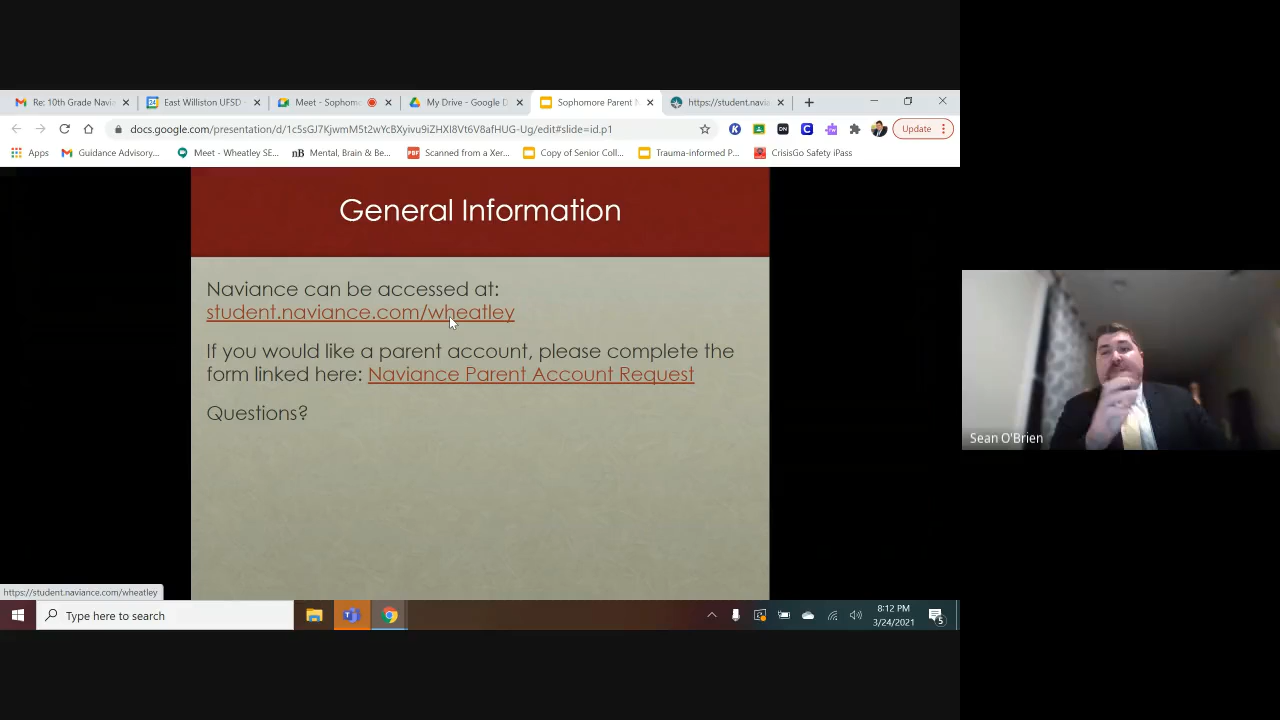 Re: 10th Grade Navia
East Williston UFSD -
Meet - Sophom
My Drive - Google D
Sophomore Parent N
https://student.navia
docs.google.com/presentation/d/1c5sGJ7KjwmM5t2wYcBXyivu9iZHXI8Vt6V8afHUG-Ug/edit#slide=id.p1
Update
Apps
Guidance Advisory...
Meet - Wheatley SE...
Mental, Brain & Be...
Scanned from a Xer...
Copy of Senior Coll...
Trauma-informed P...
CrisisGo Safety iPass
General Information
Naviance can be accessed at:
student.naviance.com/wheatley
If you would like a parent account, please complete the
form linked here: Naviance Parent Account Request
Questions?
Sean O'Brien
https://student.naviance.com/wheatley
Type here to search
8:12 PM
3/24/2021
5